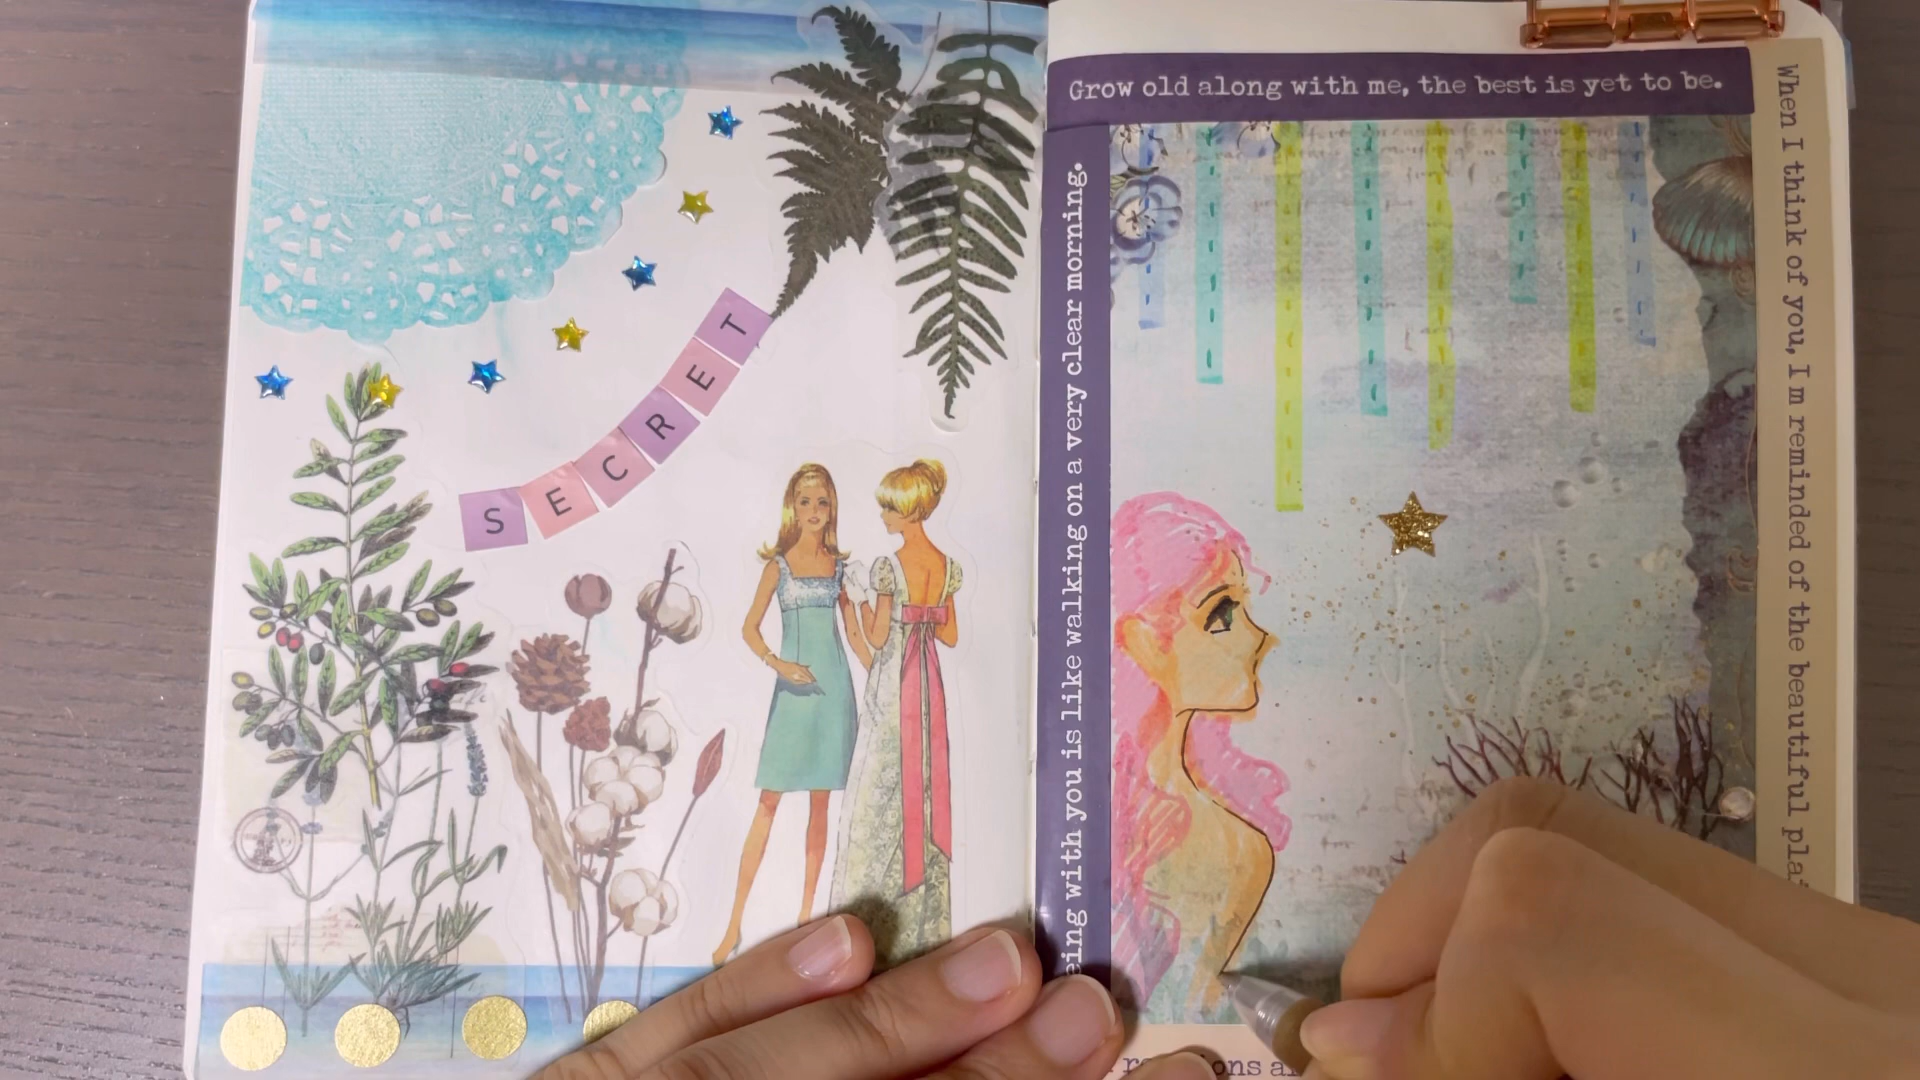 SECRET
Grow old along with me, the best is yet to be.
eing with you is like walking on a very clear morning.
When I think of you, I m reminded of the beautiful pla